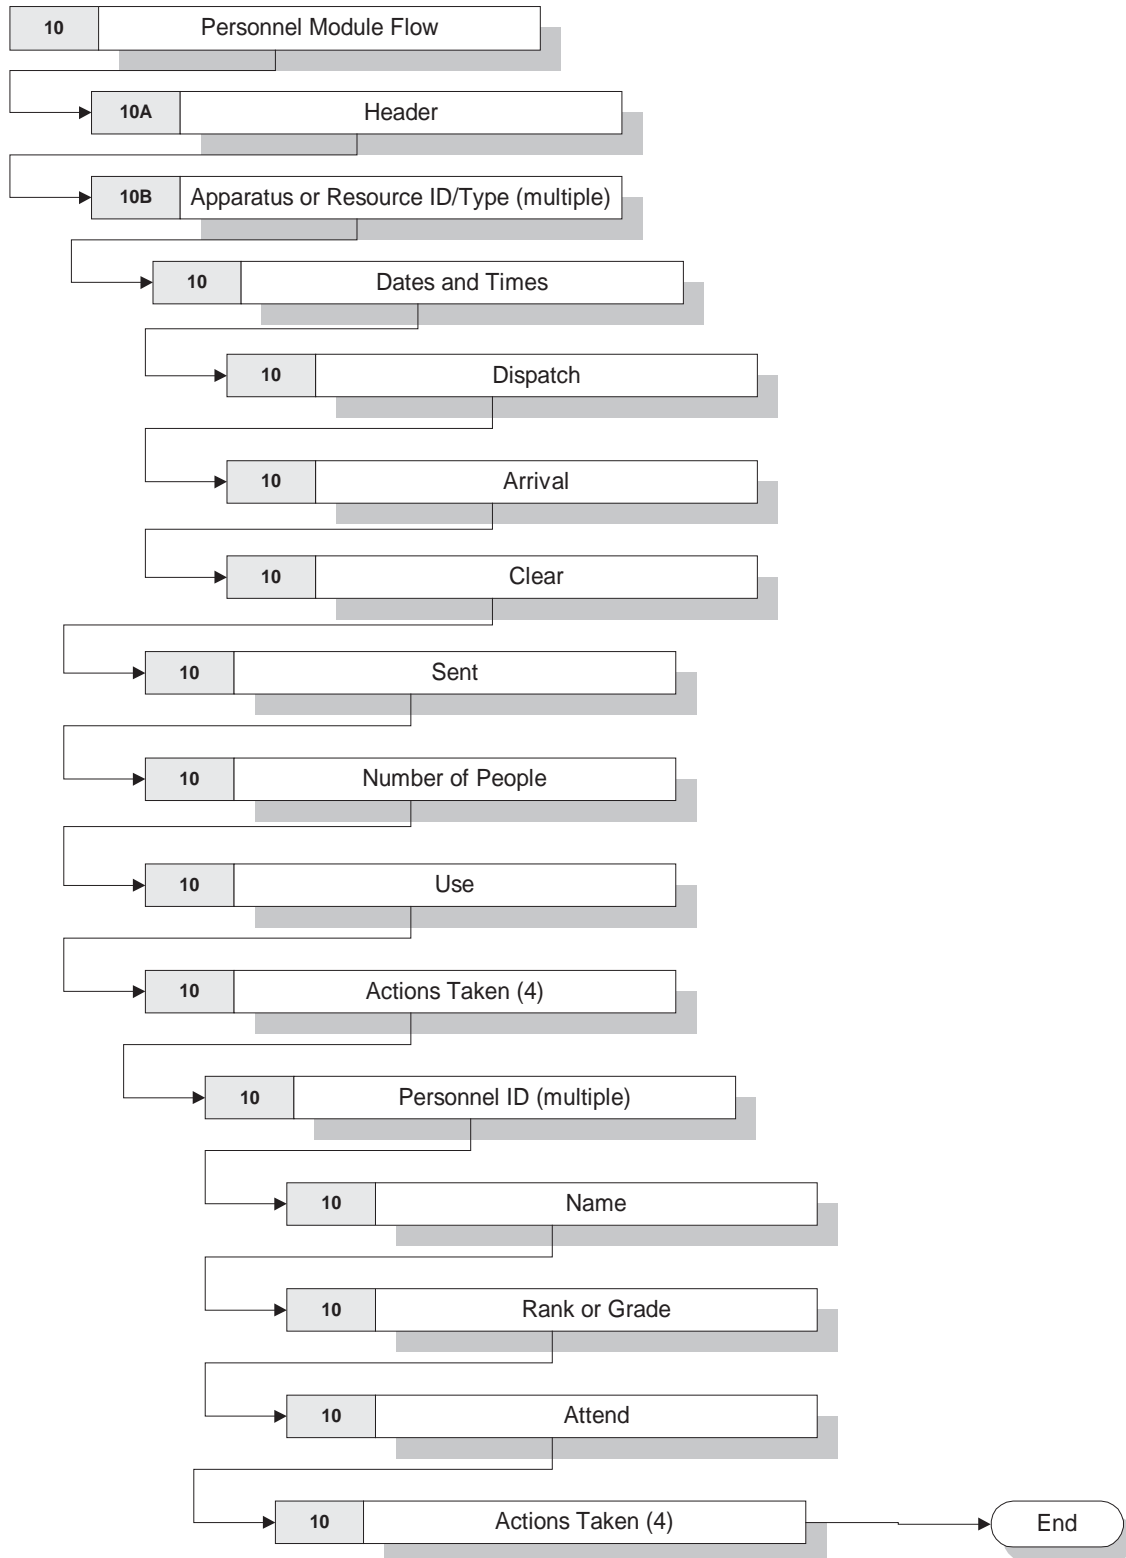 10 Personnel Module Flow
10A Header
10B Apparatus or Resource ID/Type (multiple)
10 Dates and Times
10 Dispatch
10 Arrival
10 Clear
10 Sent
10 Number of People
10 Use
10 Actions Taken (4)
10 Personnel ID (multiple)
10 Name
10 Rank or Grade
10 Attend
10 Actions Taken (4) End